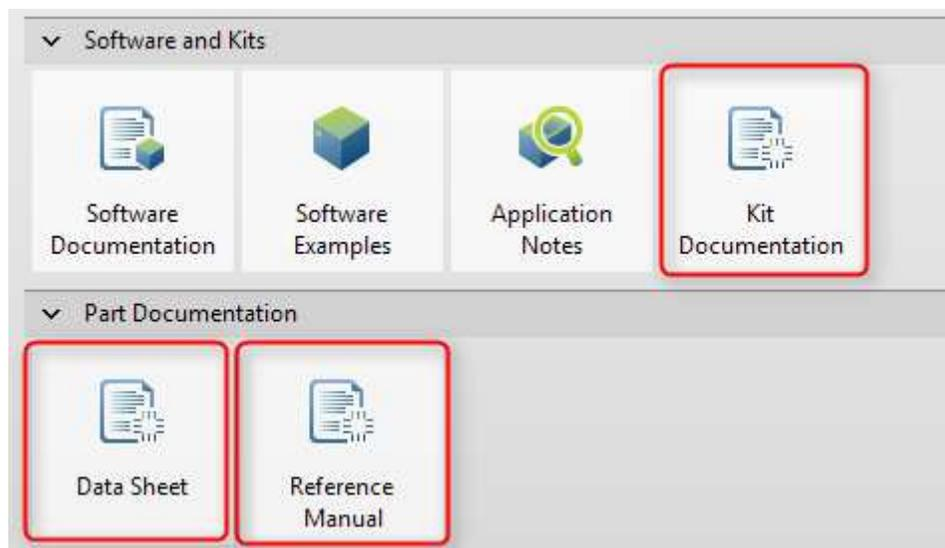 Software and Kits
Software
Documentation
Software
Examples
Application
Notes
Kit
Documentation
Part Documentation
Data Sheet
Reference
Manual